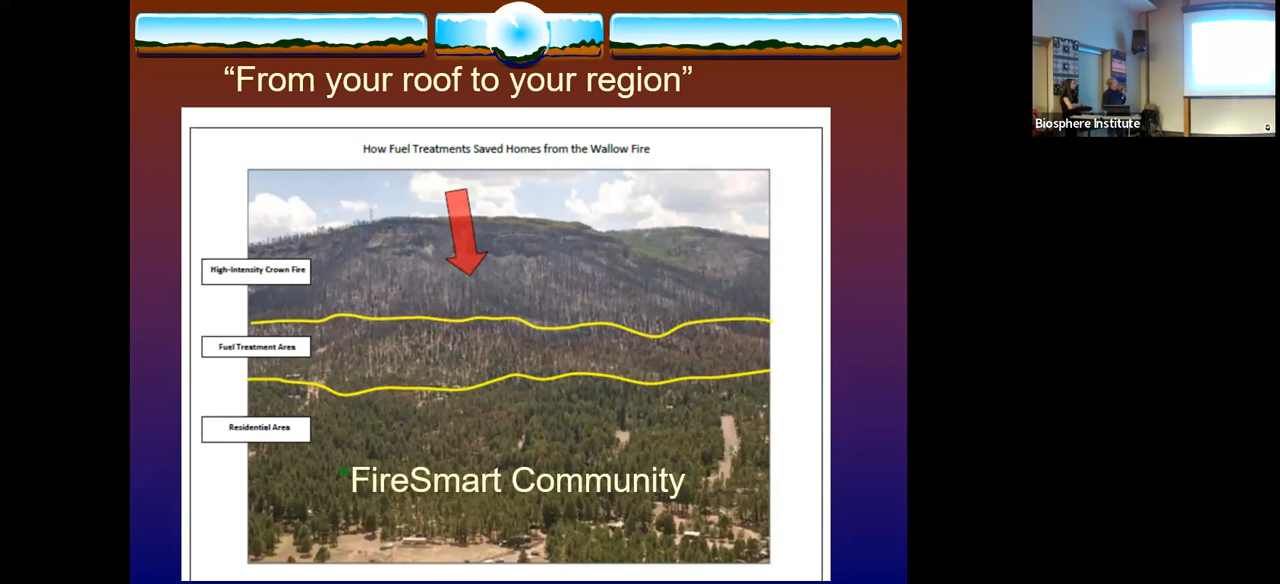 “From your roof to your region”
Biosphere Institute
How Fuel Treatments Saved Homes from the Wallow Fire
High-Intensity Crown Fire
Fuel Treatment Area
Residential Area
“FireSmart Community